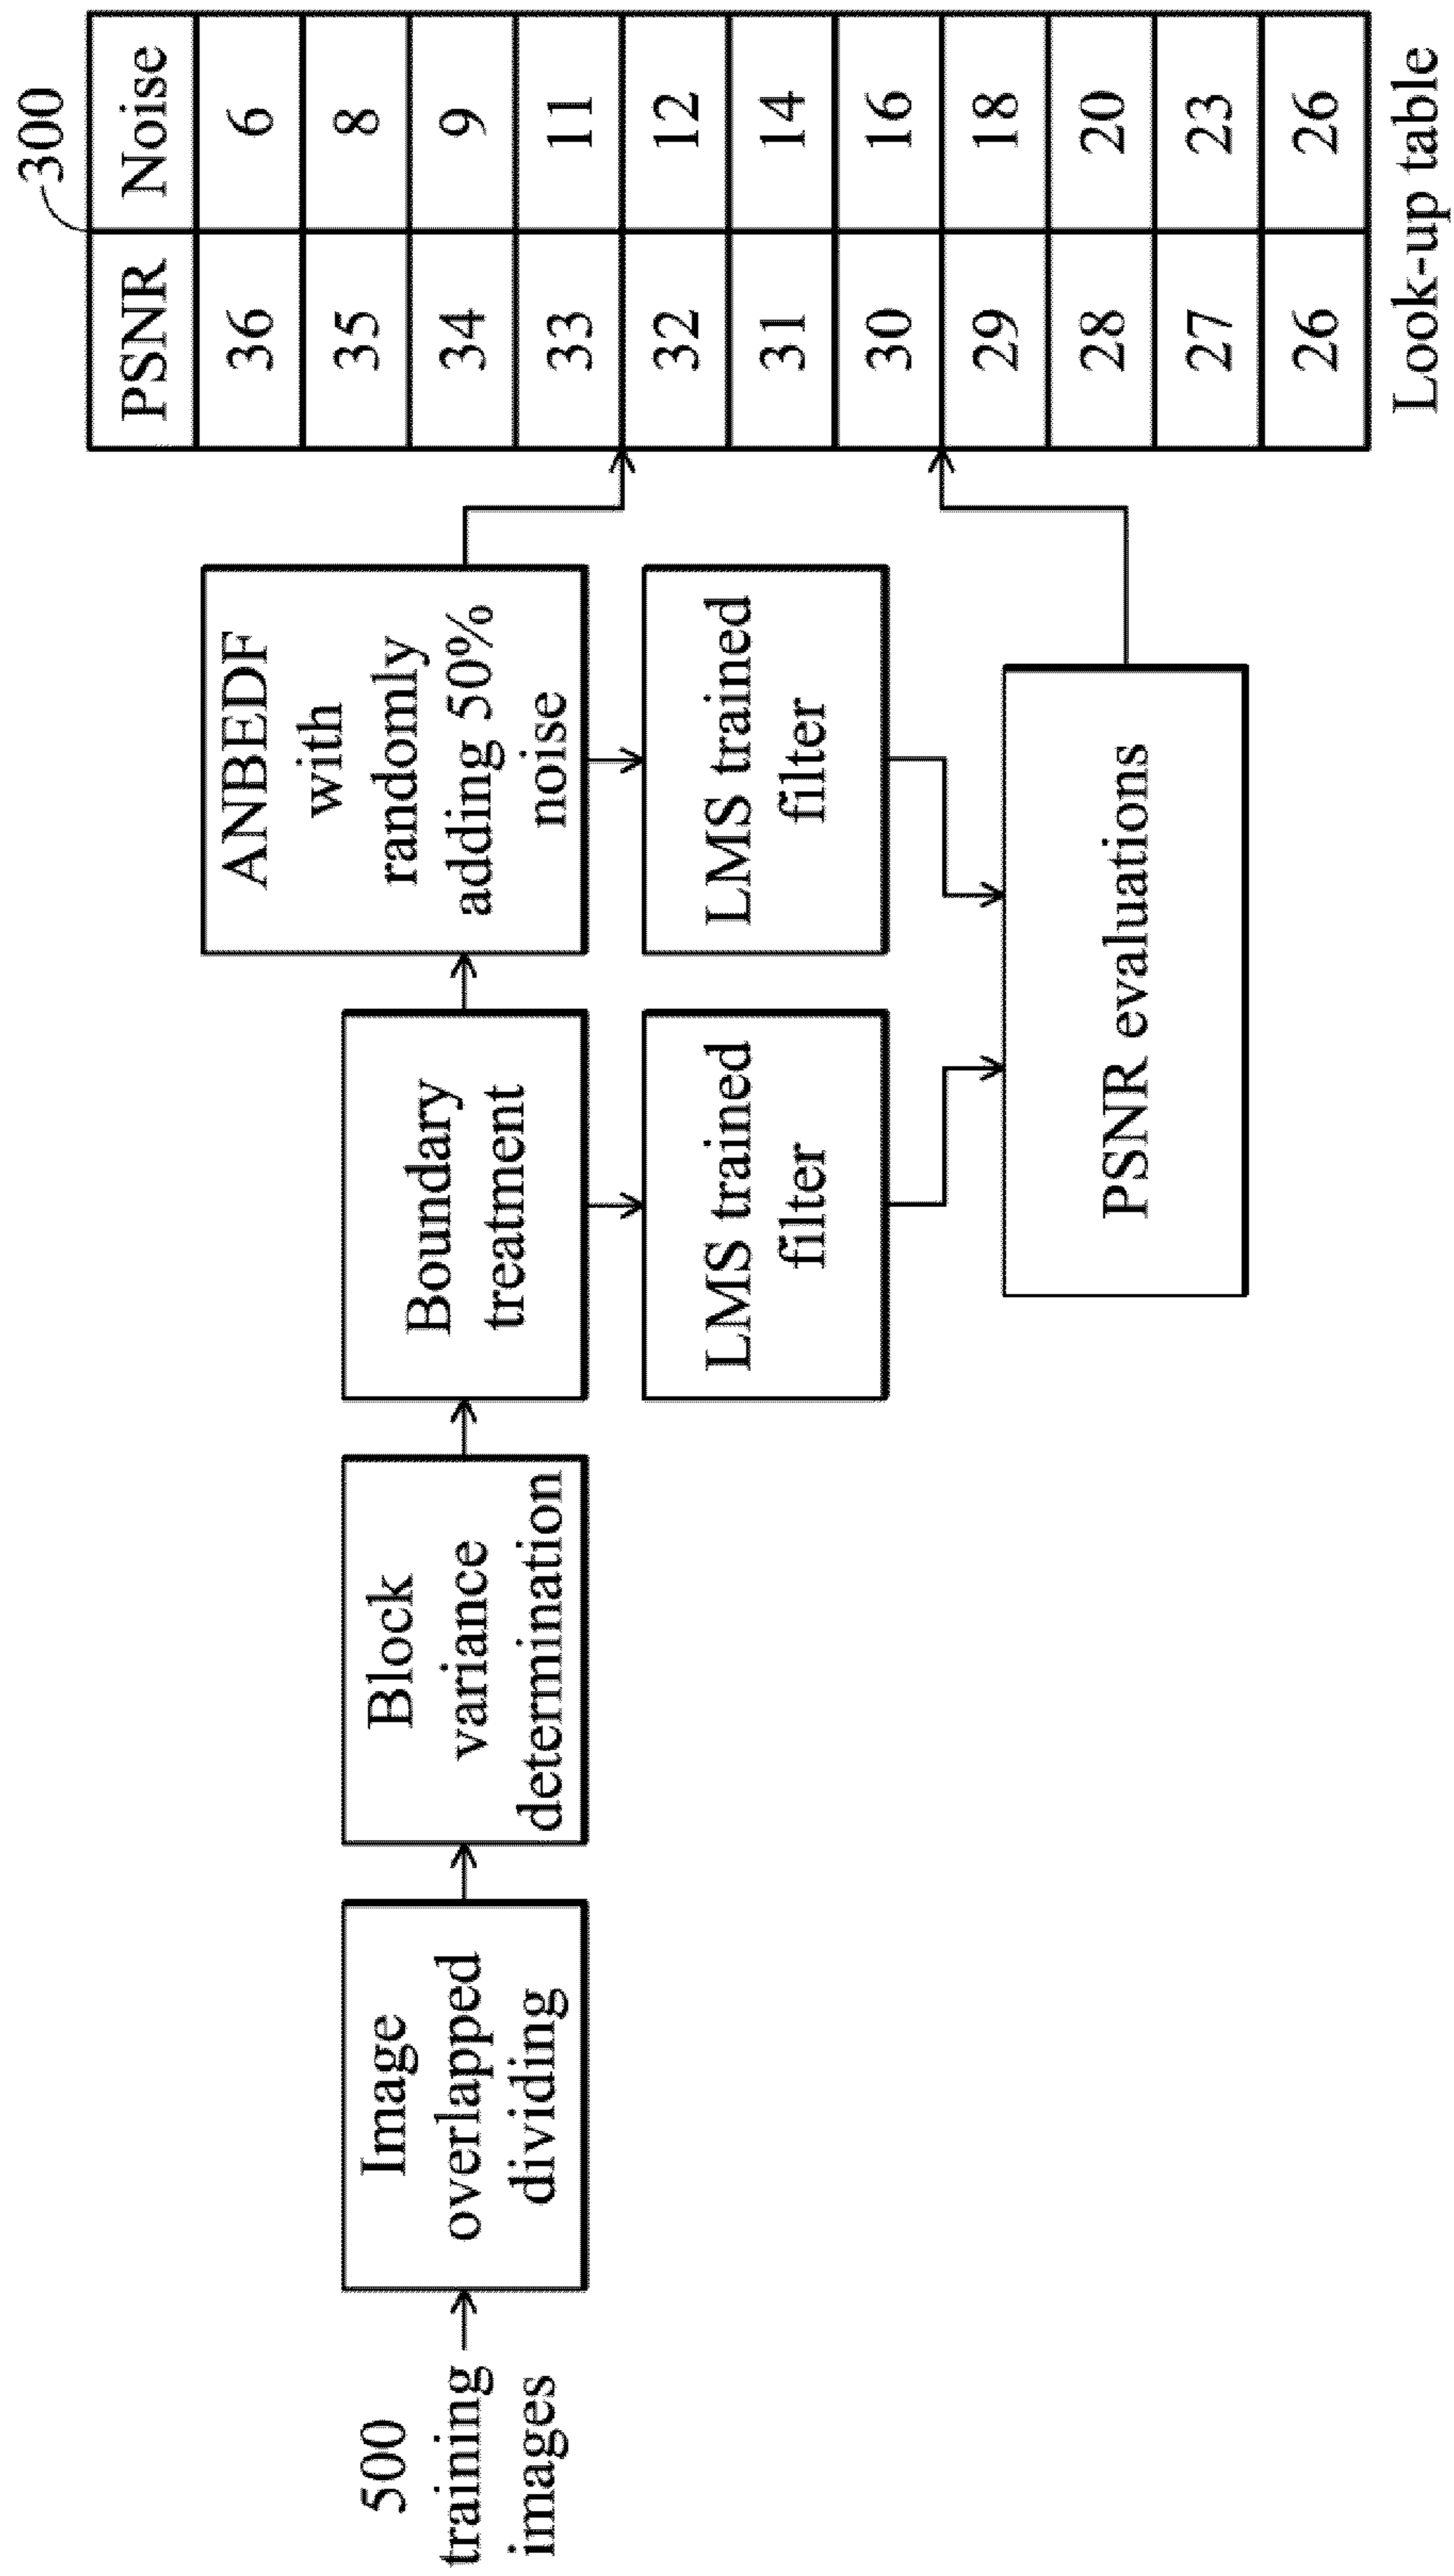 500
training
images
Image
overlapped
dividing
Block
variance
determination
Boundary
treatment
ANBEDF
with
randomly
adding 50%
noise
LMS trained
filter
LMS trained
filter
PSNR evaluations
300
PSNR Noise
36 6
35 8
34 9
33 11
32 12
31 14
30 16
29 18
28 20
27 23
26 26
Look-up table